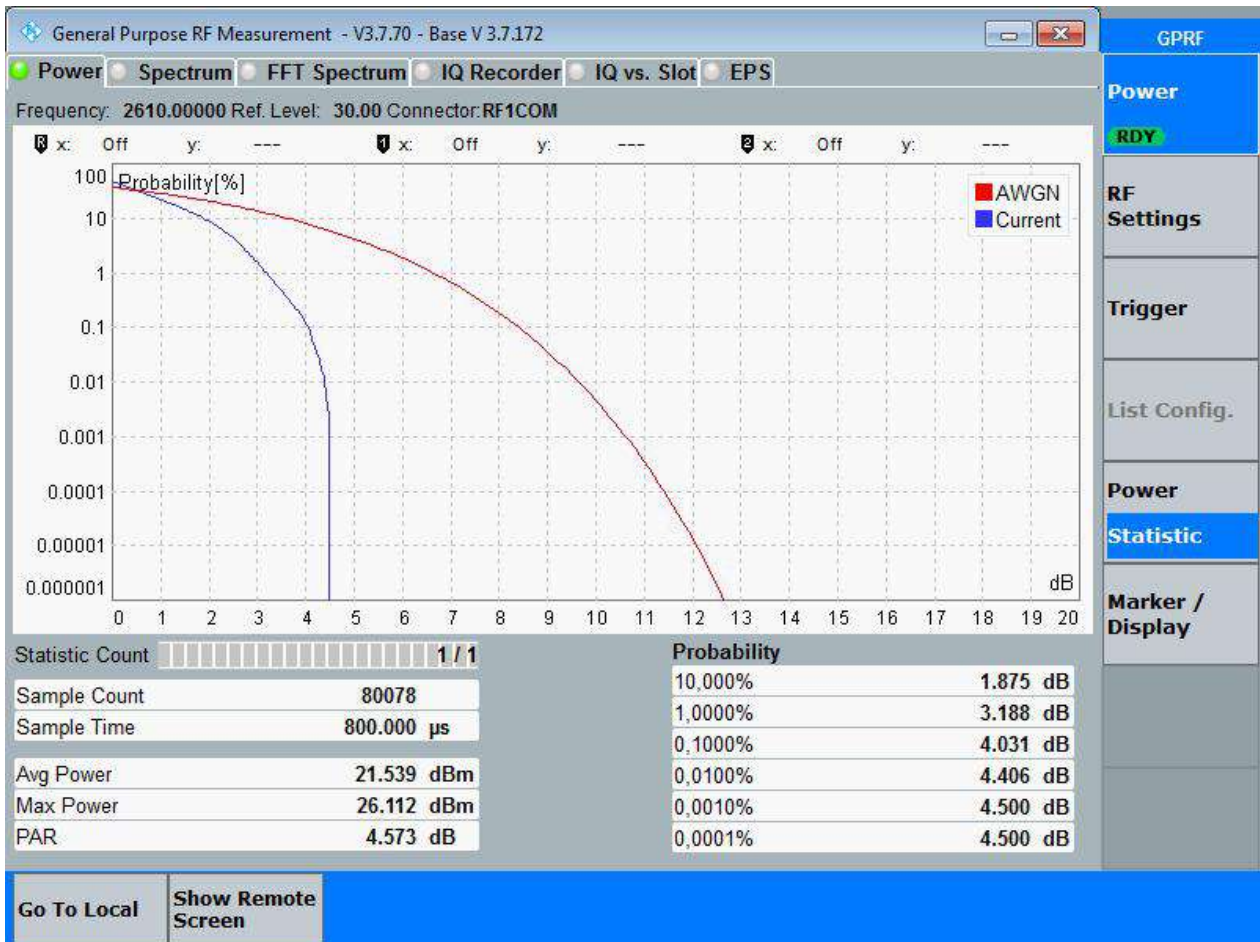 General Purpose RF Measurement - V3.7.70 - Base V 3.7.172
GPRF
Power Spectrum FFT Spectrum IQ Recorder IQ vs. Slot EPS
Frequency: 2610.00000 Ref. Level: 30.00 Connector: RF1COM
R x: Off y: --- 1 x: Off y: --- 2 x: Off y: ---
Probability[%]
100
10
1
0.1
0.01
0.001
0.0001
0.00001
0.000001
AWGN
Current
dB
0 1 2 3 4 5 6 7 8 9 10 11 12 13 14 15 16 17 18 19 20
Statistic Count 1 / 1
Sample Count 80078
Sample Time 800.000 µs
Avg Power 21.539 dBm
Max Power 26.112 dBm
PAR 4.573 dB
Probability
10,000% 1.875 dB
1,0000% 3.188 dB
0,1000% 4.031 dB
0,0100% 4.406 dB
0,0010% 4.500 dB
0,0001% 4.500 dB
Power
RDY
RF
Settings
Trigger
List Config.
Power
Statistic
Marker /
Display
Go To Local
Show Remote
Screen